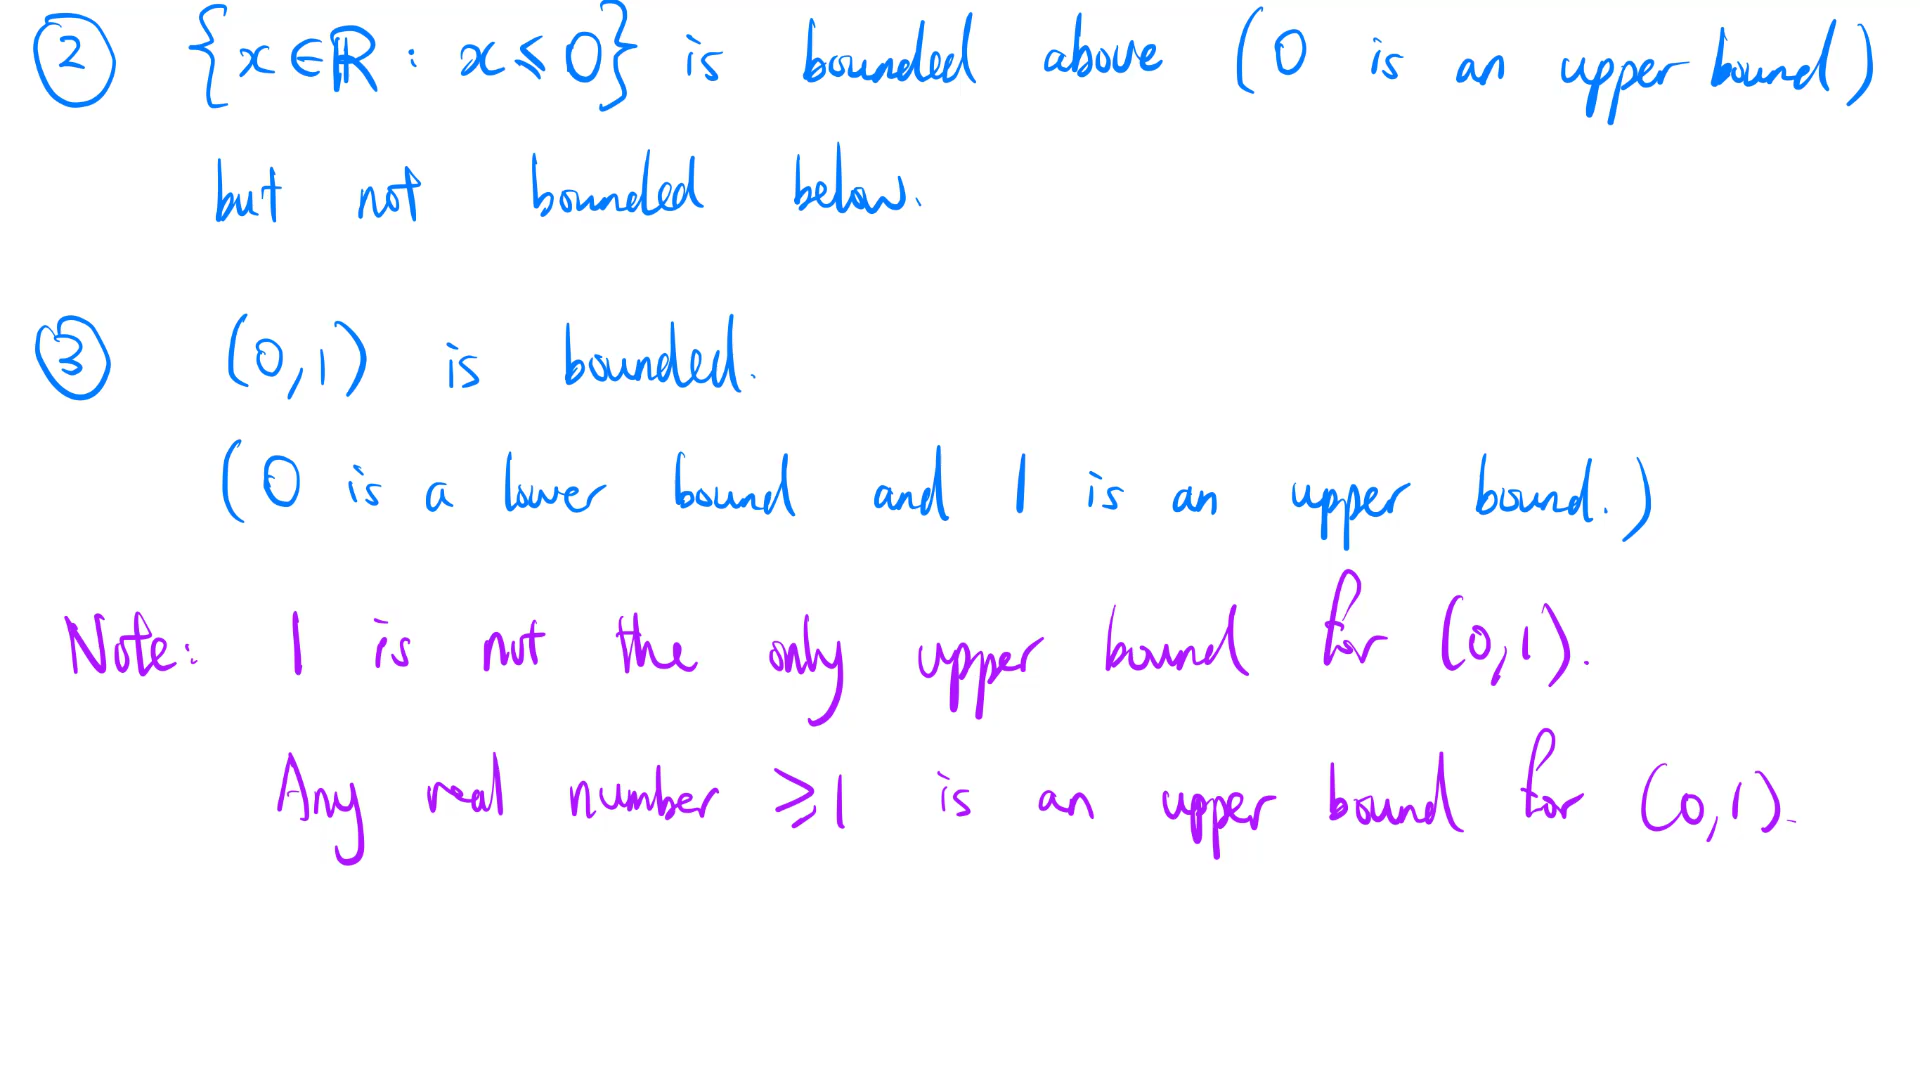 ② {x∈ℝ : x ⩽ 0} is bounded above (0 is an upper bound)
but not bounded below.
③ (0,1) is bounded.
(0 is a lower bound and 1 is an upper bound.)
Note: 1 is not the only upper bound for (0,1).
Any real number ⩾1 is an upper bound for (0,1).